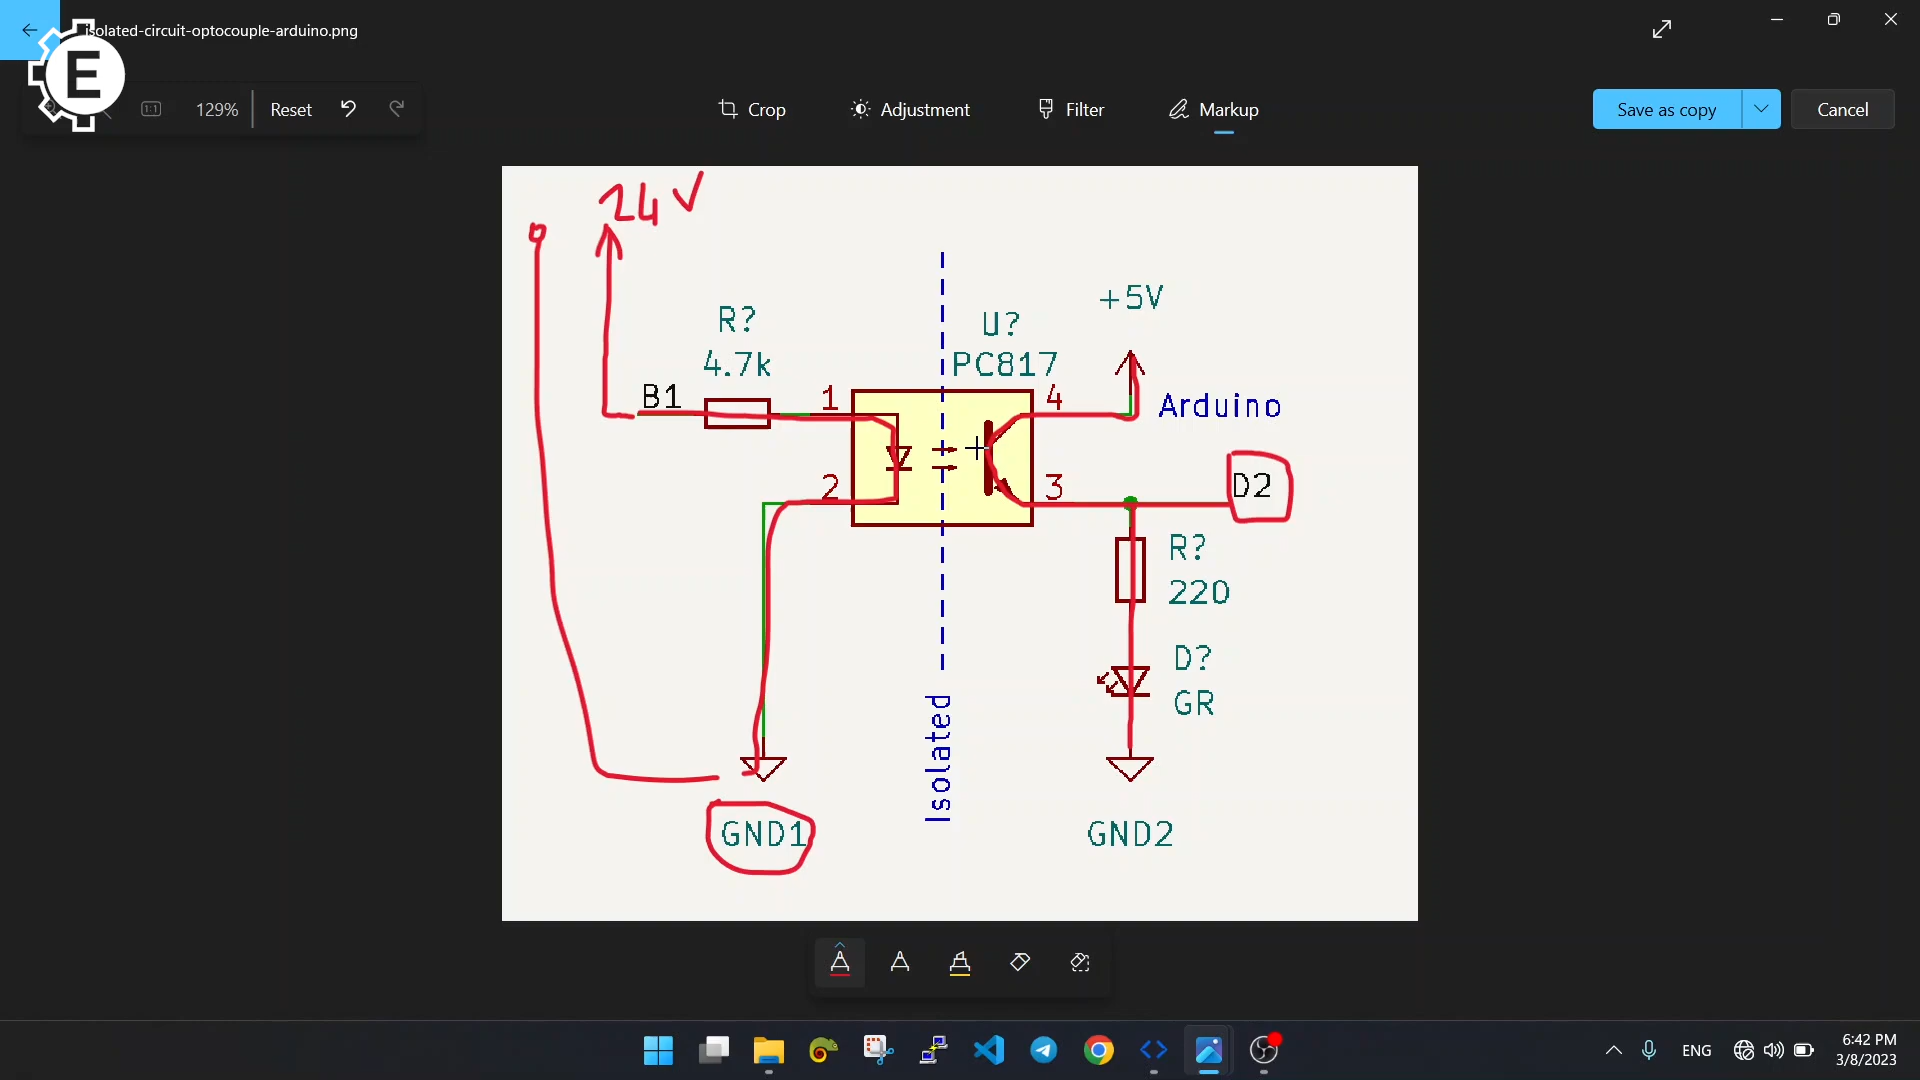 isolated-circuit-optocouple-arduino.png
E
129%
Reset
Crop
Adjustment
Filter
Markup
Save as copy
Cancel
24V
+5V
R?
4.7k
U?
PC817
B1
1
4
Arduino
2
3
D2
R?
220
D?
GR
Isolated
GND1
GND2
ENG
6:42 PM
3/8/2023